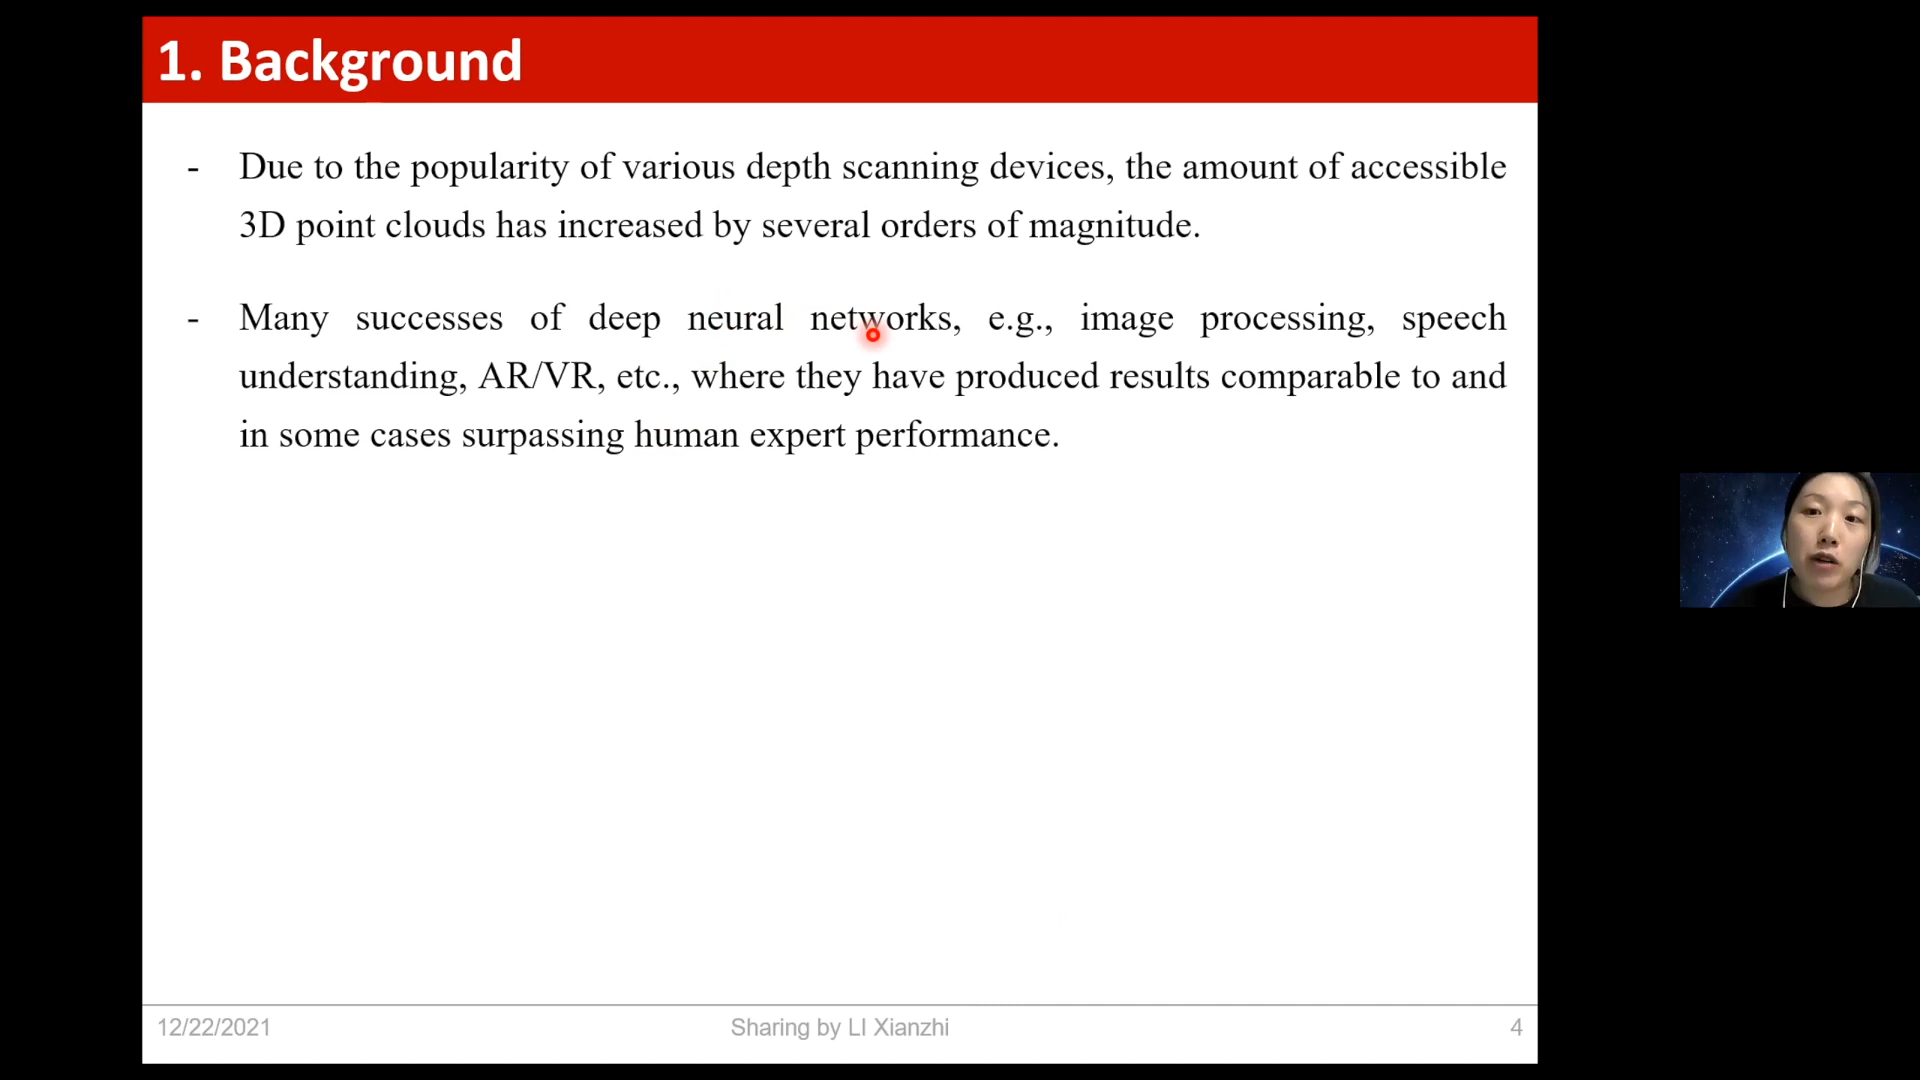 1. Background
- Due to the popularity of various depth scanning devices, the amount of accessible
3D point clouds has increased by several orders of magnitude.
- Many successes of deep neural networks, e.g., image processing, speech
understanding, AR/VR, etc., where they have produced results comparable to and
in some cases surpassing human expert performance.
12/22/2021 Sharing by LI Xianzhi 4